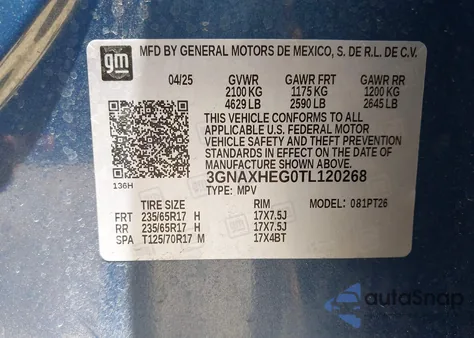 gm
MFD BY GENERAL MOTORS DE MEXICO, S. DE R.L. DE C.V.
04/25 GVWR GAWR FRT GAWR RR
2100 KG 1175 KG 1200 KG
4629 LB 2590 LB 2645 LB
THIS VEHICLE CONFORMS TO ALL
APPLICABLE U.S. FEDERAL MOTOR
VEHICLE SAFETY AND THEFT PREVENTION
STANDARDS IN EFFECT ON THE DATE OF
MANUFACTURE SHOWN ABOVE.
3GNAXHEG0TL120268
TYPE: MPV MODEL: 081PT26
136H
TIRE SIZE RIM
FRT 235/65R17 H 17X7.5J
RR 235/65R17 H 17X7.5J
SPA T125/70R17 M 17X4BT
autoSnap